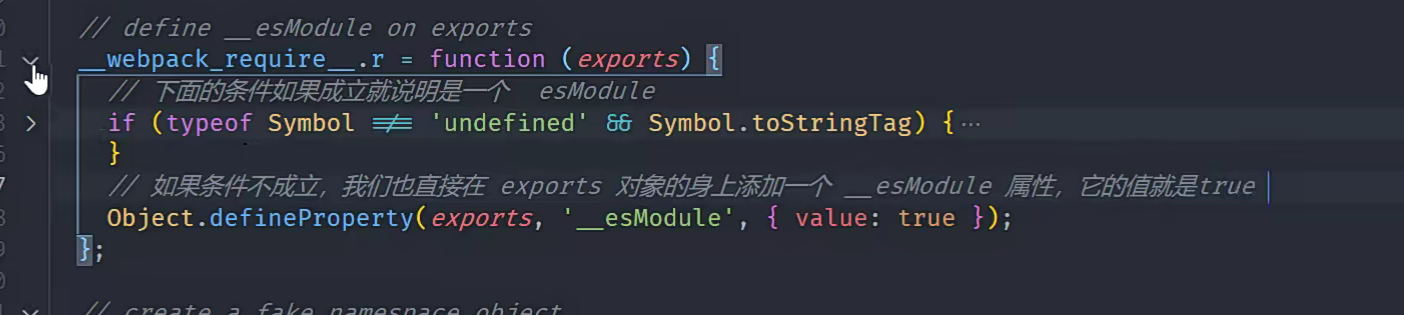 // define __esModule on exports
__webpack_require__.r = function (exports) {
// 下面的条件如果成立就说明是一个 esModule
if (typeof Symbol !== 'undefined' && Symbol.toStringTag) {···
}
// 如果条件不成立，我们也直接在 exports 对象的身上添加一个 __esModule 属性，它的值就是true
Object.defineProperty(exports, '__esModule', { value: true });
};
// create a fake namespace object